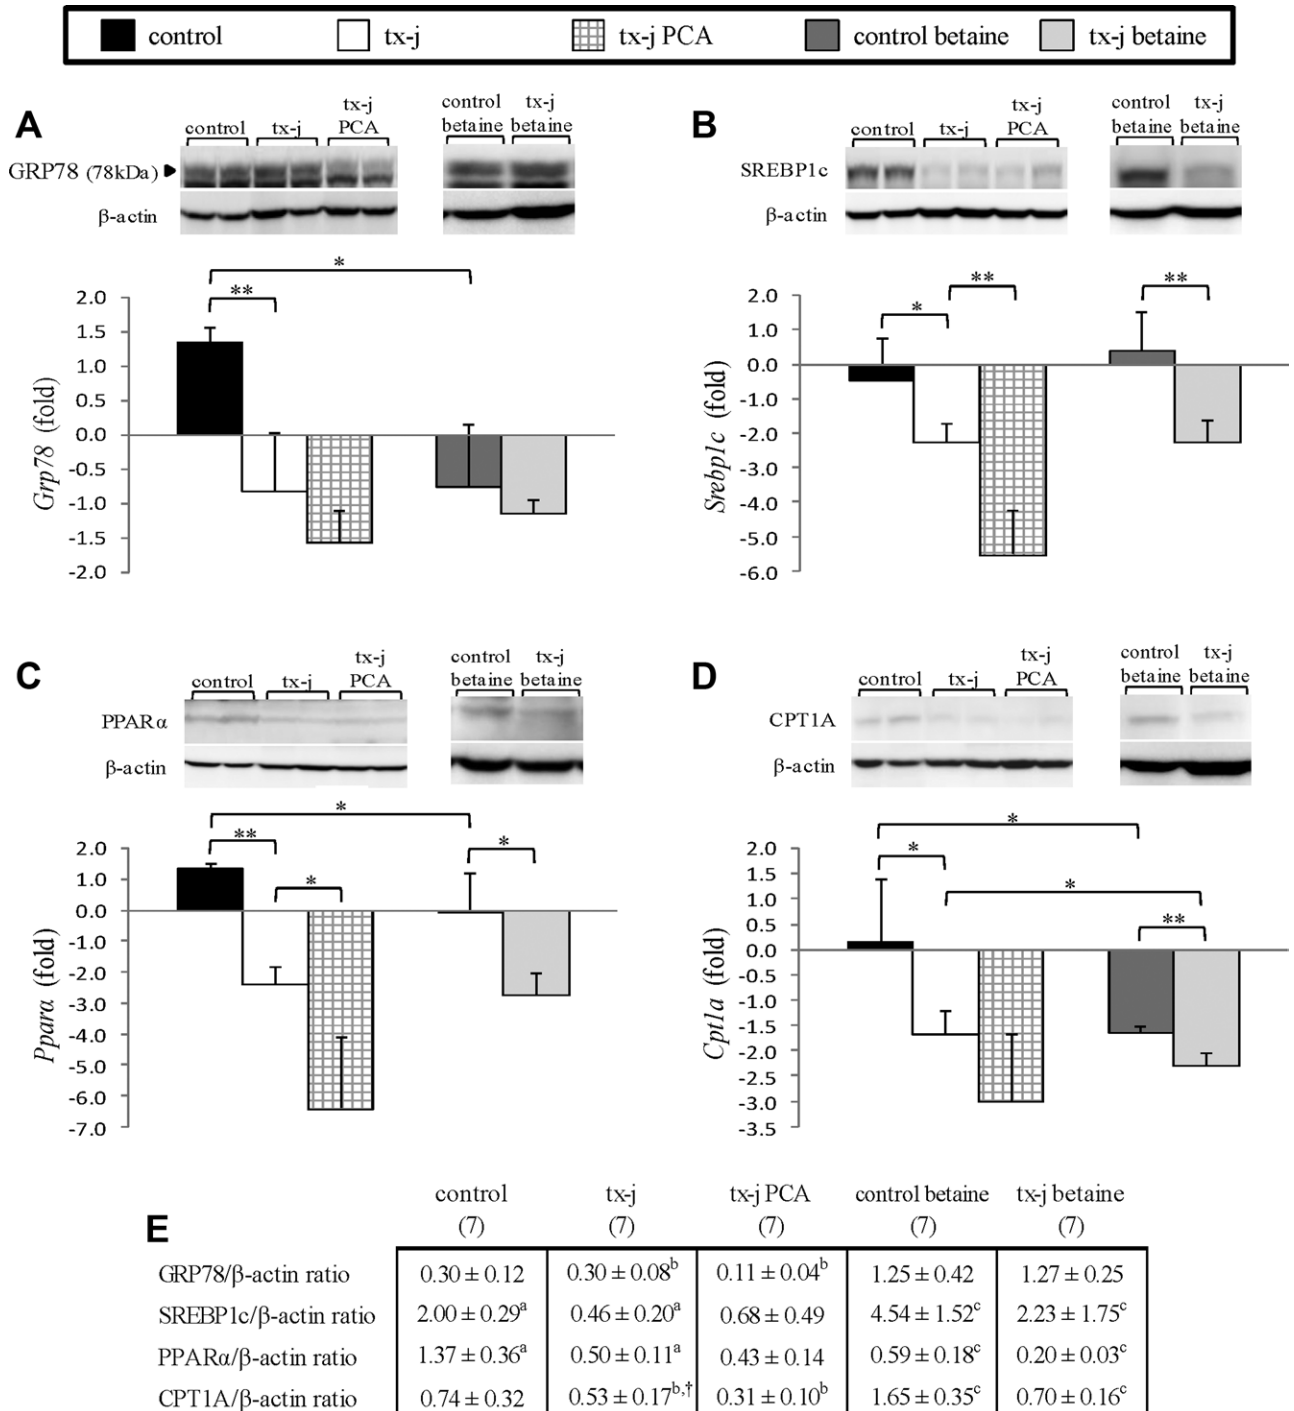 control tx-j tx-j PCA control betaine tx-j betaine
A
control tx-j tx-j PCA control betaine tx-j betaine
GRP78 (78kDa)
β-actin
* **
Grp78 (fold)
2.0
1.5
1.0
0.5
0.0
-0.5
-1.0
-1.5
-2.0
B
control tx-j tx-j PCA control betaine tx-j betaine
SREBP1c
β-actin
* ** **
Srebp1c (fold)
2.0
1.0
0.0
-1.0
-2.0
-3.0
-4.0
-5.0
-6.0
C
control tx-j tx-j PCA control betaine tx-j betaine
PPARα
β-actin
* ** * *
Pparα (fold)
2.0
1.0
0.0
-1.0
-2.0
-3.0
-4.0
-5.0
-6.0
-7.0
D
control tx-j tx-j PCA control betaine tx-j betaine
CPT1A
β-actin
* * * **
Cpt1a (fold)
2.0
1.5
1.0
0.5
0.0
-0.5
-1.0
-1.5
-2.0
-2.5
-3.0
-3.5
E
control tx-j tx-j PCA control betaine tx-j betaine
(7) (7) (7) (7) (7)
GRP78/β-actin ratio 0.30 ± 0.12 0.30 ± 0.08ᵇ 0.11 ± 0.04ᵇ 1.25 ± 0.42 1.27 ± 0.25
SREBP1c/β-actin ratio 2.00 ± 0.29ᵃ 0.46 ± 0.20ᵃ 0.68 ± 0.49 4.54 ± 1.52ᶜ 2.23 ± 1.75ᶜ
PPARα/β-actin ratio 1.37 ± 0.36ᵃ 0.50 ± 0.11ᵃ 0.43 ± 0.14 0.59 ± 0.18ᶜ 0.20 ± 0.03ᶜ
CPT1A/β-actin ratio 0.74 ± 0.32 0.53 ± 0.17ᵇ,† 0.31 ± 0.10ᵇ 1.65 ± 0.35ᶜ 0.70 ± 0.16ᶜ